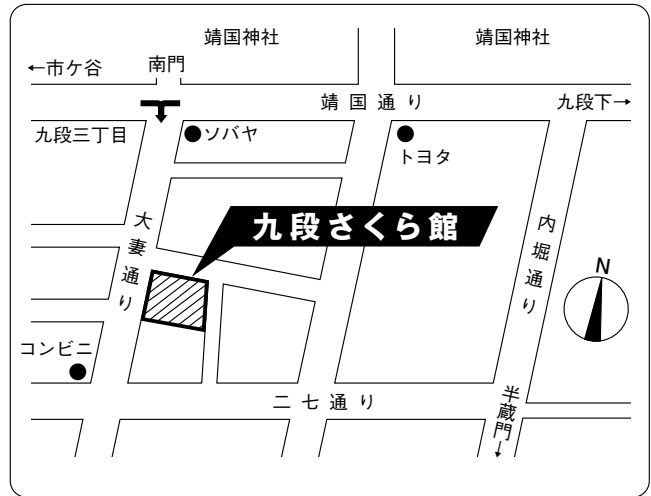 靖国神社
靖国神社
←市ケ谷
南門
靖国通り
九段下→
九段三丁目
ソバヤ
トヨタ
大妻通り
九段さくら館
内堀通り
N
コンビニ
二七通り
半蔵門↓